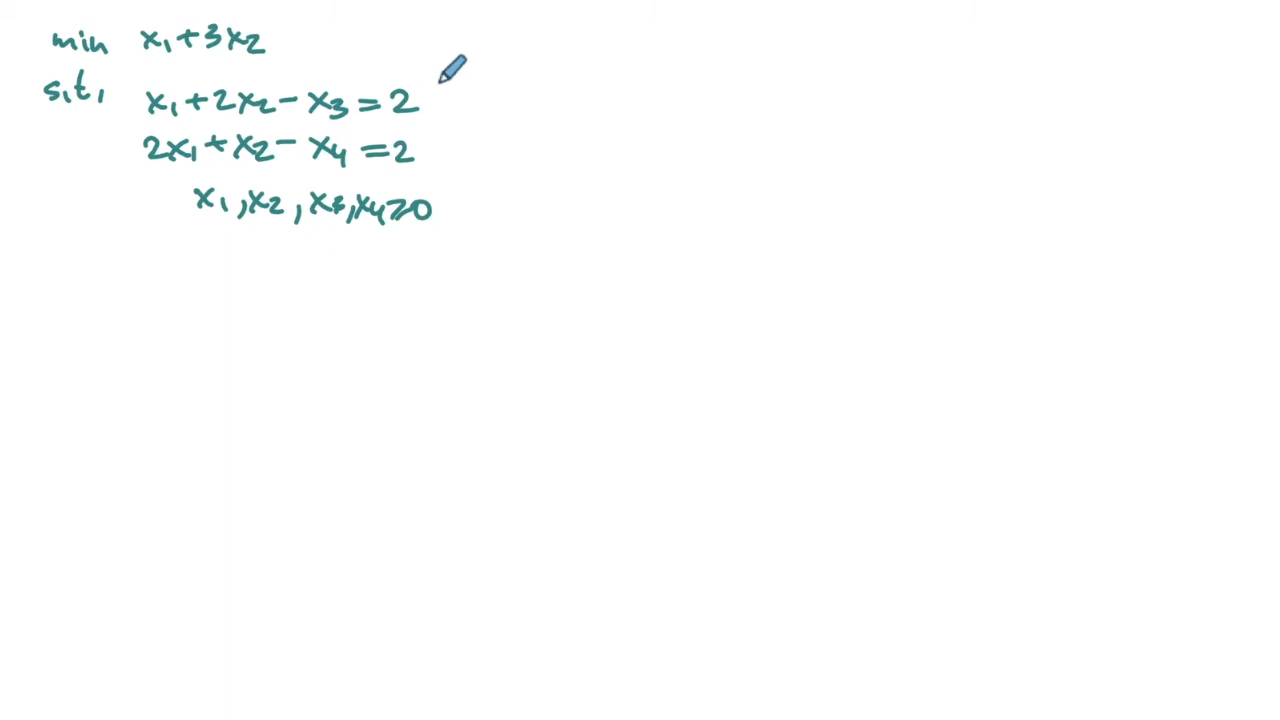 min x₁+3x₂
s.t. x₁+2x₂-x₃=2
2x₁+x₂-x₄=2
x₁,x₂,x₃,x₄≥0